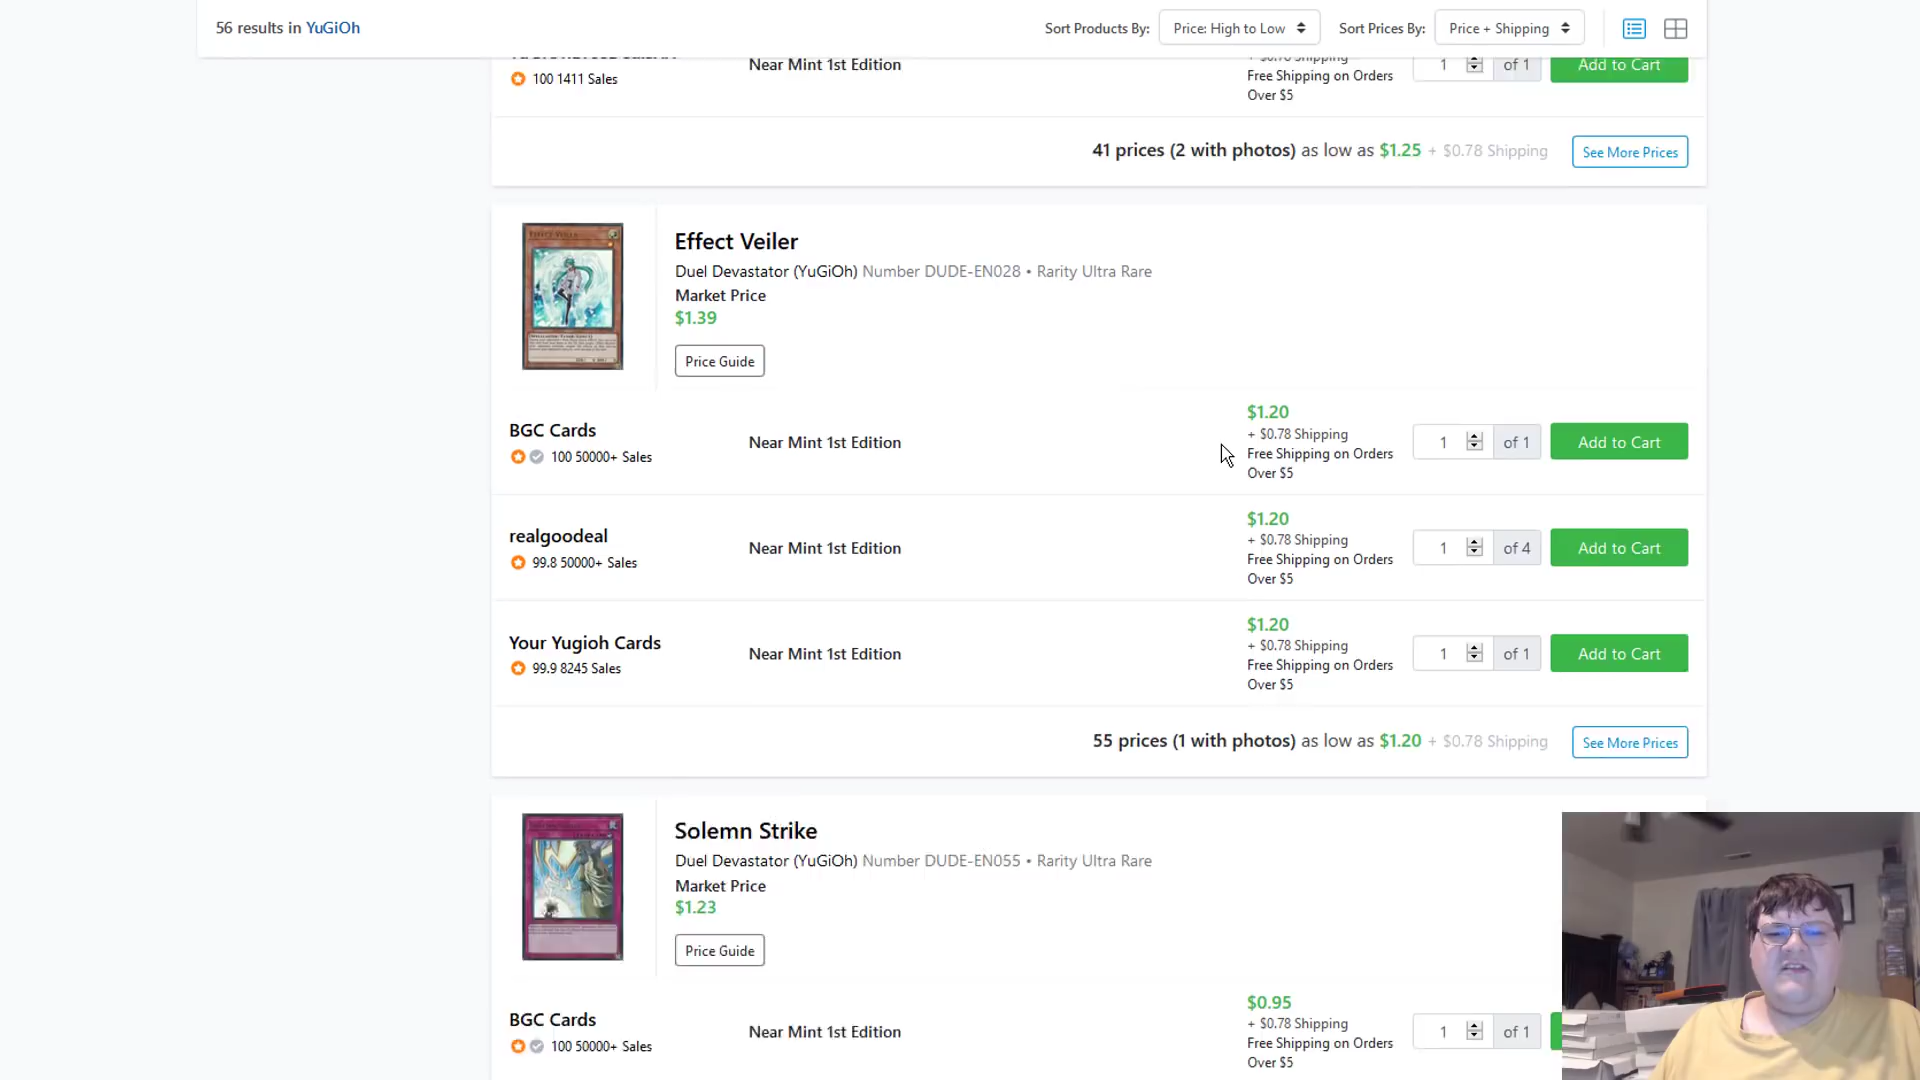 56 results in YuGiOh
Sort Products By:
Price: High to Low
Sort Prices By:
Price + Shipping
100 1411 Sales
Near Mint 1st Edition
Free Shipping on Orders
Over $5
1
of 1
Add to Cart
41 prices (2 with photos) as low as $1.25 + $0.78 Shipping
See More Prices
Effect Veiler
Duel Devastator (YuGiOh) Number DUDE-EN028 • Rarity Ultra Rare
Market Price
$1.39
Price Guide
BGC Cards
100 50000+ Sales
Near Mint 1st Edition
$1.20
+ $0.78 Shipping
Free Shipping on Orders
Over $5
1
of 1
Add to Cart
realgoodeal
99.8 50000+ Sales
Near Mint 1st Edition
$1.20
+ $0.78 Shipping
Free Shipping on Orders
Over $5
1
of 4
Add to Cart
Your Yugioh Cards
99.9 8245 Sales
Near Mint 1st Edition
$1.20
+ $0.78 Shipping
Free Shipping on Orders
Over $5
1
of 1
Add to Cart
55 prices (1 with photos) as low as $1.20 + $0.78 Shipping
See More Prices
Solemn Strike
Duel Devastator (YuGiOh) Number DUDE-EN055 • Rarity Ultra Rare
Market Price
$1.23
Price Guide
BGC Cards
100 50000+ Sales
Near Mint 1st Edition
$0.95
+ $0.78 Shipping
Free Shipping on Orders
Over $5
1
of 1